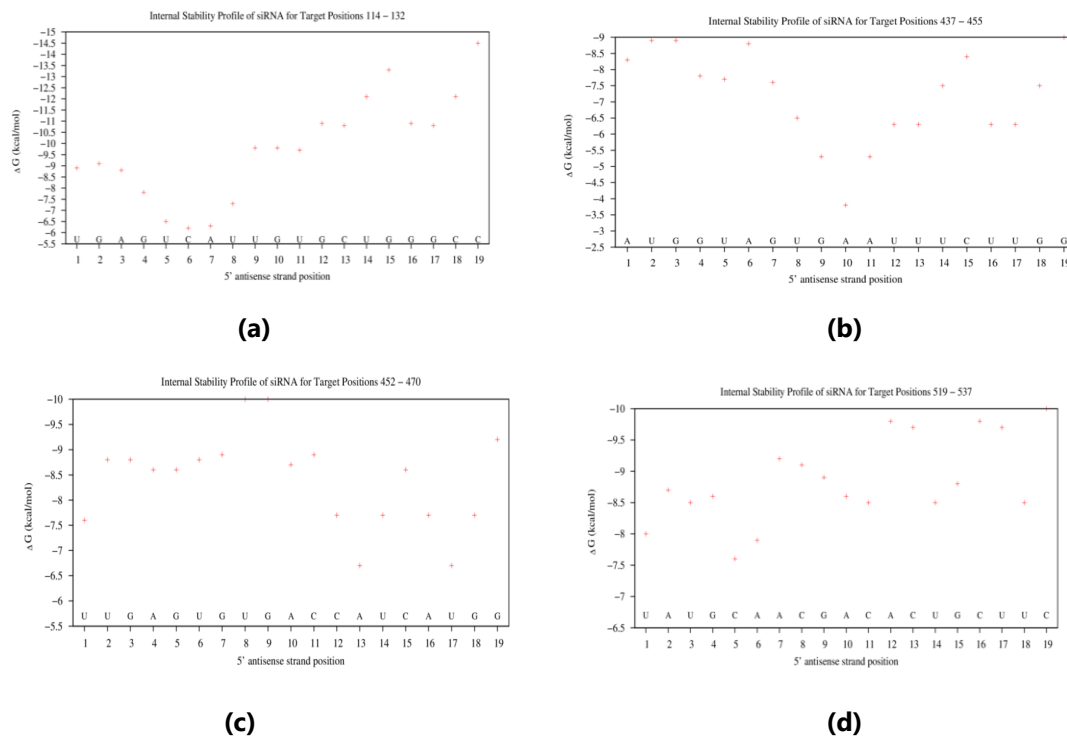 Internal Stability Profile of siRNA for Target Positions 114 – 132
Δ G (kcal/mol)
−15
−14.5
−14
−13.5
−13
−12.5
−12
−11.5
−11
−10.5
−10
−9.5
−9
−8.5
−8
−7.5
−7
−6.5
−6
−5.5
U G A G U C A U U G U G C U G G G C C
1 2 3 4 5 6 7 8 9 10 11 12 13 14 15 16 17 18 19
5' antisense strand position
(a)
Internal Stability Profile of siRNA for Target Positions 437 – 455
Δ G (kcal/mol)
−9
−8.5
−8
−7.5
−7
−6.5
−6
−5.5
−5
−4.5
−4
−3.5
−3
−2.5
A U G G U A G U G A A U U U C U U G G
1 2 3 4 5 6 7 8 9 10 11 12 13 14 15 16 17 18 19
5' antisense strand position
(b)
Internal Stability Profile of siRNA for Target Positions 452 – 470
Δ G (kcal/mol)
−10
−9.5
−9
−8.5
−8
−7.5
−7
−6.5
−6
−5.5
U U G A G U G U G A C C A U C A U G G
1 2 3 4 5 6 7 8 9 10 11 12 13 14 15 16 17 18 19
5' antisense strand position
(c)
Internal Stability Profile of siRNA for Target Positions 519 – 537
Δ G (kcal/mol)
−10
−9.5
−9
−8.5
−8
−7.5
−7
−6.5
U A U G C A A C G A C A C U G C U U C
1 2 3 4 5 6 7 8 9 10 11 12 13 14 15 16 17 18 19
5' antisense strand position
(d)